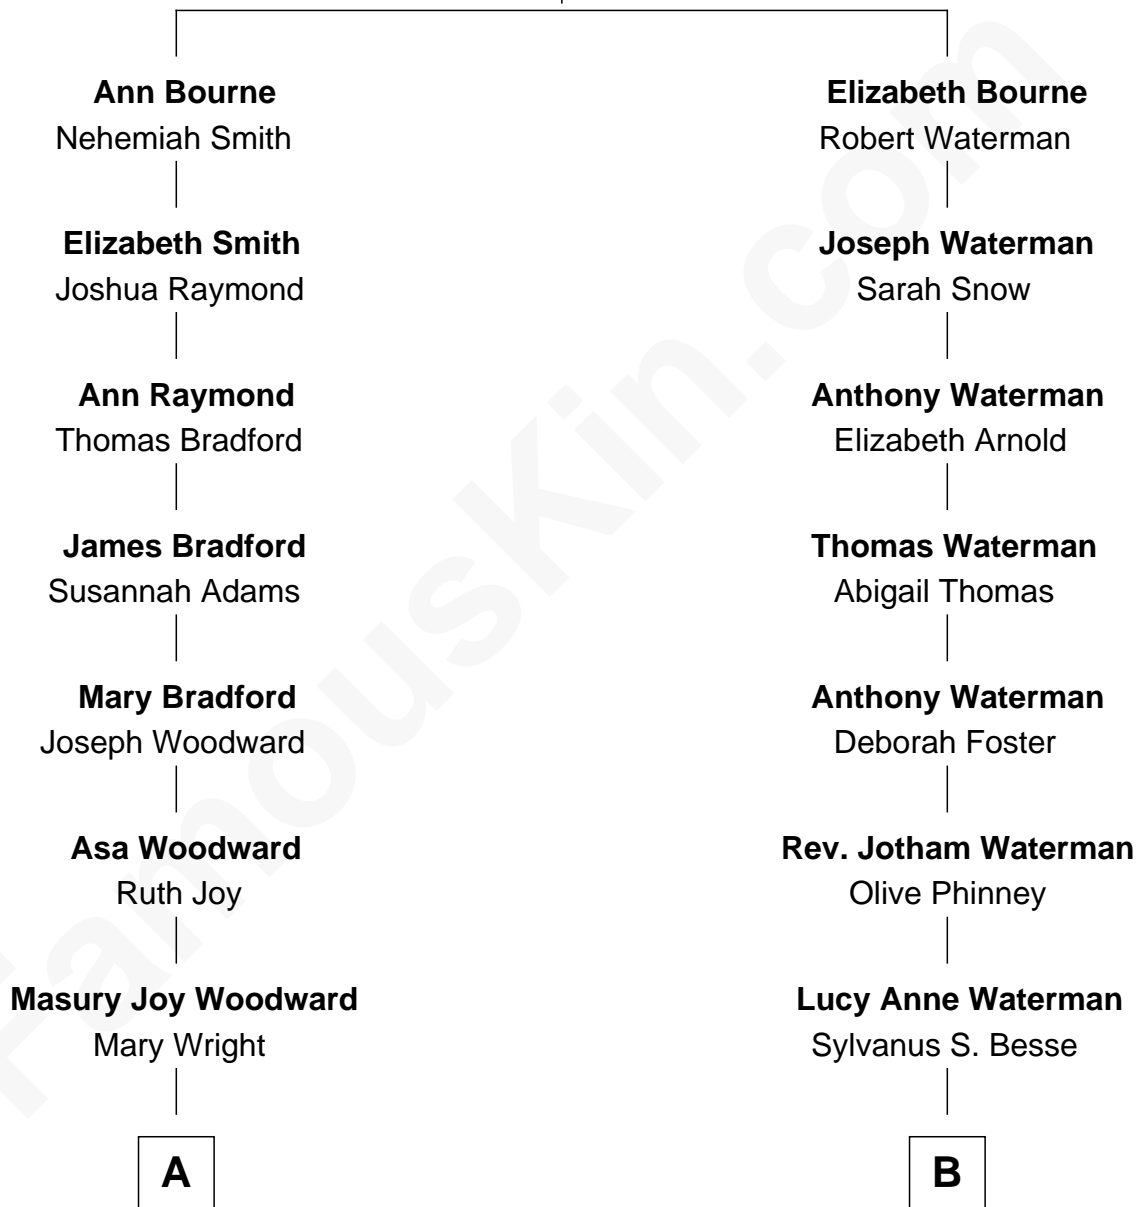 Ann Bourne
Nehemiah Smith
Elizabeth Smith
Joshua Raymond
Ann Raymond
Thomas Bradford
James Bradford
Susannah Adams
Mary Bradford
Joseph Woodward
Asa Woodward
Ruth Joy
Masury Joy Woodward
Mary Wright
A
Elizabeth Bourne
Robert Waterman
Joseph Waterman
Sarah Snow
Anthony Waterman
Elizabeth Arnold
Thomas Waterman
Abigail Thomas
Anthony Waterman
Deborah Foster
Rev. Jotham Waterman
Olive Phinney
Lucy Anne Waterman
Sylvanus S. Besse
B
FamousKin.com